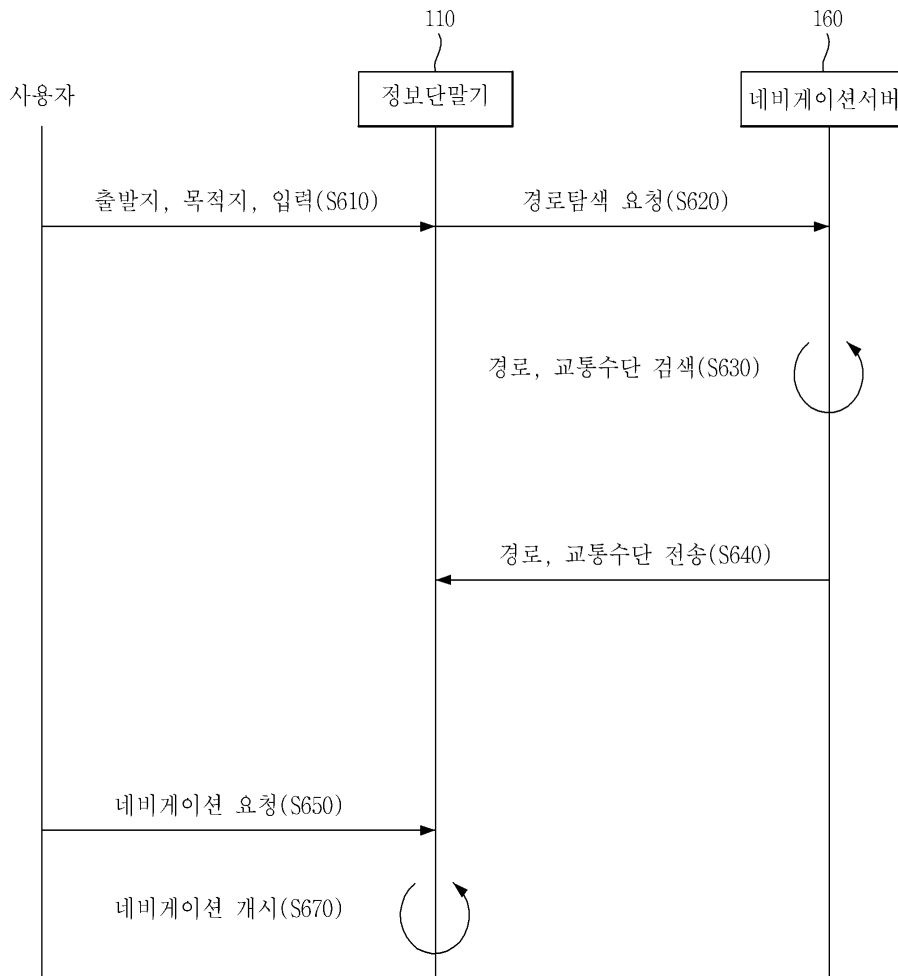 110
160
사용자
정보단말기
네비게이션서버
출발지, 목적지, 입력(S610)
경로탐색 요청(S620)
경로, 교통수단 검색(S630)
경로, 교통수단 전송(S640)
네비게이션 요청(S650)
네비게이션 개시(S670)